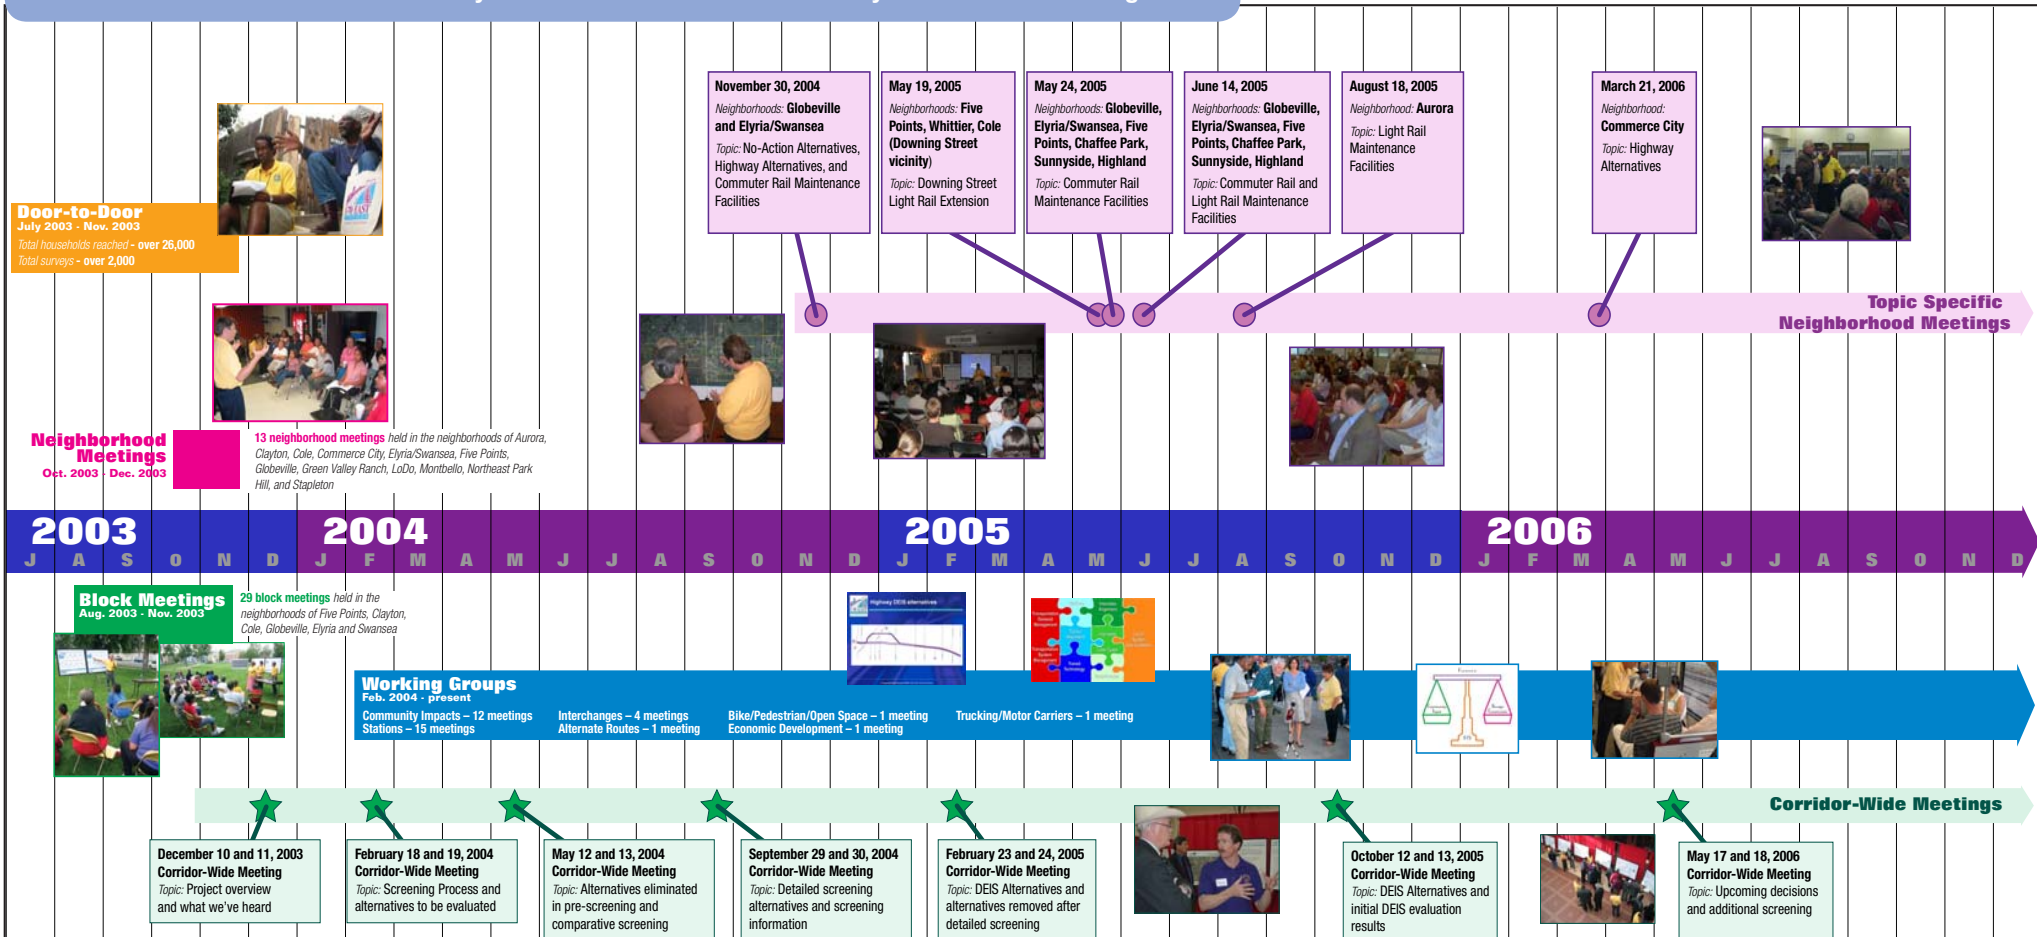 November 30, 2004
Neighborhoods: Globeville
and Elyria/Swansea
Topic: No-Action Alternatives,
Highway Alternatives, and
Commuter Rail Maintenance
Facilities
May 19, 2005
Neighborhoods: Five
Points, Whittier, Cole
(Downing Street
vicinity)
Topic: Downing Street
Light Rail Extension
May 24, 2005
Neighborhoods: Globeville,
Elyria/Swansea, Five
Points, Chaffee Park,
Sunnyside, Highland
Topic: Commuter Rail
Maintenance Facilities
June 14, 2005
Neighborhoods: Globeville,
Elyria/Swansea, Five
Points, Chaffee Park,
Sunnyside, Highland
Topic: Commuter Rail and
Light Rail Maintenance
Facilities
August 18, 2005
Neighborhood: Aurora
Topic: Light Rail
Maintenance
Facilities
March 21, 2006
Neighborhood:
Commerce City
Topic: Highway
Alternatives
Door-to-Door
July 2003 - Nov. 2003
Total households reached - over 26,000
Total surveys - over 2,000
Topic Specific
Neighborhood Meetings
Neighborhood
Meetings
Oct. 2003 - Dec. 2003
13 neighborhood meetings held in the neighborhoods of Aurora,
Clayton, Cole, Commerce City, Elyria/Swansea, Five Points,
Globeville, Green Valley Ranch, LoDo, Montbello, Northeast Park
Hill, and Stapleton
2003 2004 2005 2006
J A S O N D J F M A M J J A S O N D J F M A M J J A S O N D J F M A M J J A S O N D
Block Meetings
Aug. 2003 - Nov. 2003
29 block meetings held in the
neighborhoods of Five Points, Clayton,
Cole, Globeville, Elyria and Swansea
Highway DEIS alternatives
Working Groups
Feb. 2004 - present
Community Impacts – 12 meetings
Stations – 15 meetings
Interchanges – 4 meetings
Alternate Routes – 1 meeting
Bike/Pedestrian/Open Space – 1 meeting
Economic Development – 1 meeting
Trucking/Motor Carriers – 1 meeting
Corridor-Wide Meetings
December 10 and 11, 2003
Corridor-Wide Meeting
Topic: Project overview
and what we've heard
February 18 and 19, 2004
Corridor-Wide Meeting
Topic: Screening Process and
alternatives to be evaluated
May 12 and 13, 2004
Corridor-Wide Meeting
Topic: Alternatives eliminated
in pre-screening and
comparative screening
September 29 and 30, 2004
Corridor-Wide Meeting
Topic: Detailed screening
alternatives and screening
information
February 23 and 24, 2005
Corridor-Wide Meeting
Topic: DEIS Alternatives and
alternatives removed after
detailed screening
October 12 and 13, 2005
Corridor-Wide Meeting
Topic: DEIS Alternatives and
initial DEIS evaluation
results
May 17 and 18, 2006
Corridor-Wide Meeting
Topic: Upcoming decisions
and additional screening